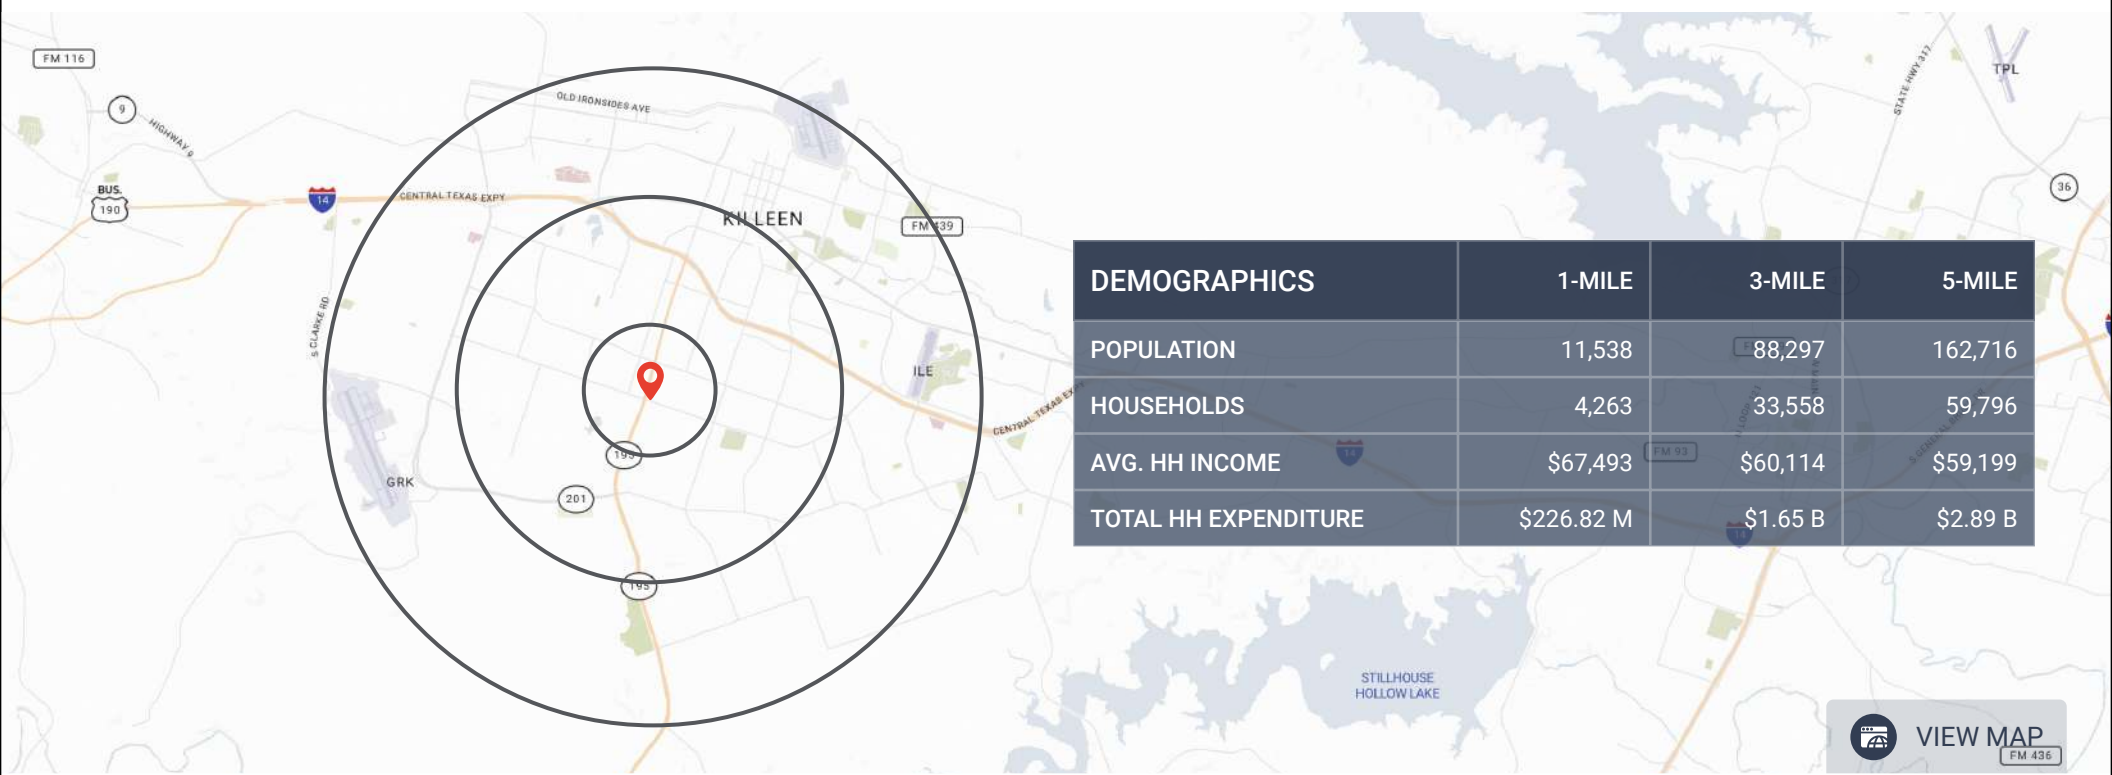 FM 116
9
HIGHWAY 9
BUS.
190
14
CENTRAL TEXAS EXPY
OLD IRONSIDES AVE
KILLEEN
FM 439
S CLARKE RD
ILE
GRK
195
201
195
CENTRAL TEXAS EXPY
STATE HWY 317
TPL
36
DEMOGRAPHICS 1-MILE 3-MILE 5-MILE
POPULATION 11,538 88,297 162,716
HOUSEHOLDS 4,263 33,558 59,796
AVG. HH INCOME $67,493 $60,114 $59,199
TOTAL HH EXPENDITURE $226.82 M $1.65 B $2.89 B
14
FM 93
14
STILLHOUSE
HOLLOW LAKE
VIEW MAP
FM 436